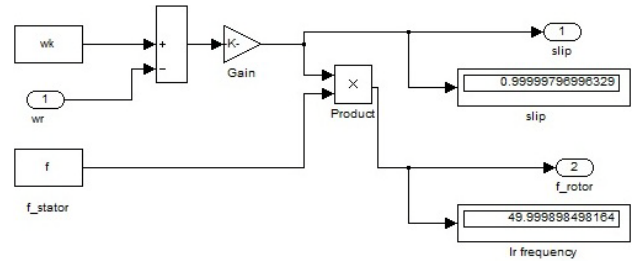 wk
+
−
-K-
Gain
1
slip
0.99999796996329
slip
1
wr
×
Product
f
f_stator
2
f_rotor
49.999898498164
Ir frequency